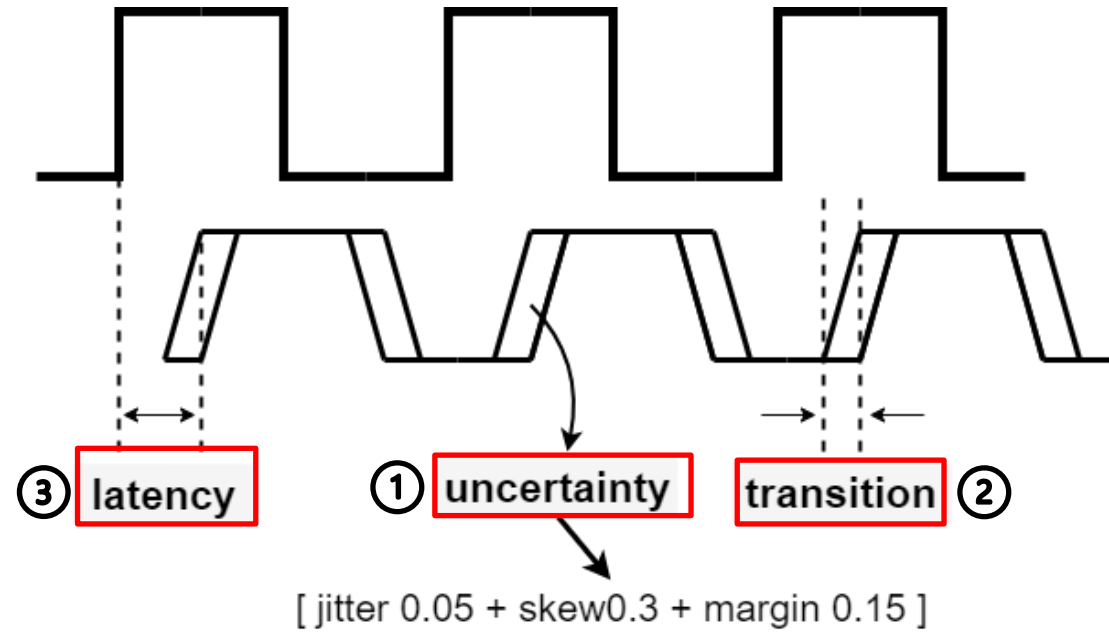 ③ latency
① uncertainty
transition ②
[ jitter 0.05 + skew0.3 + margin 0.15 ]